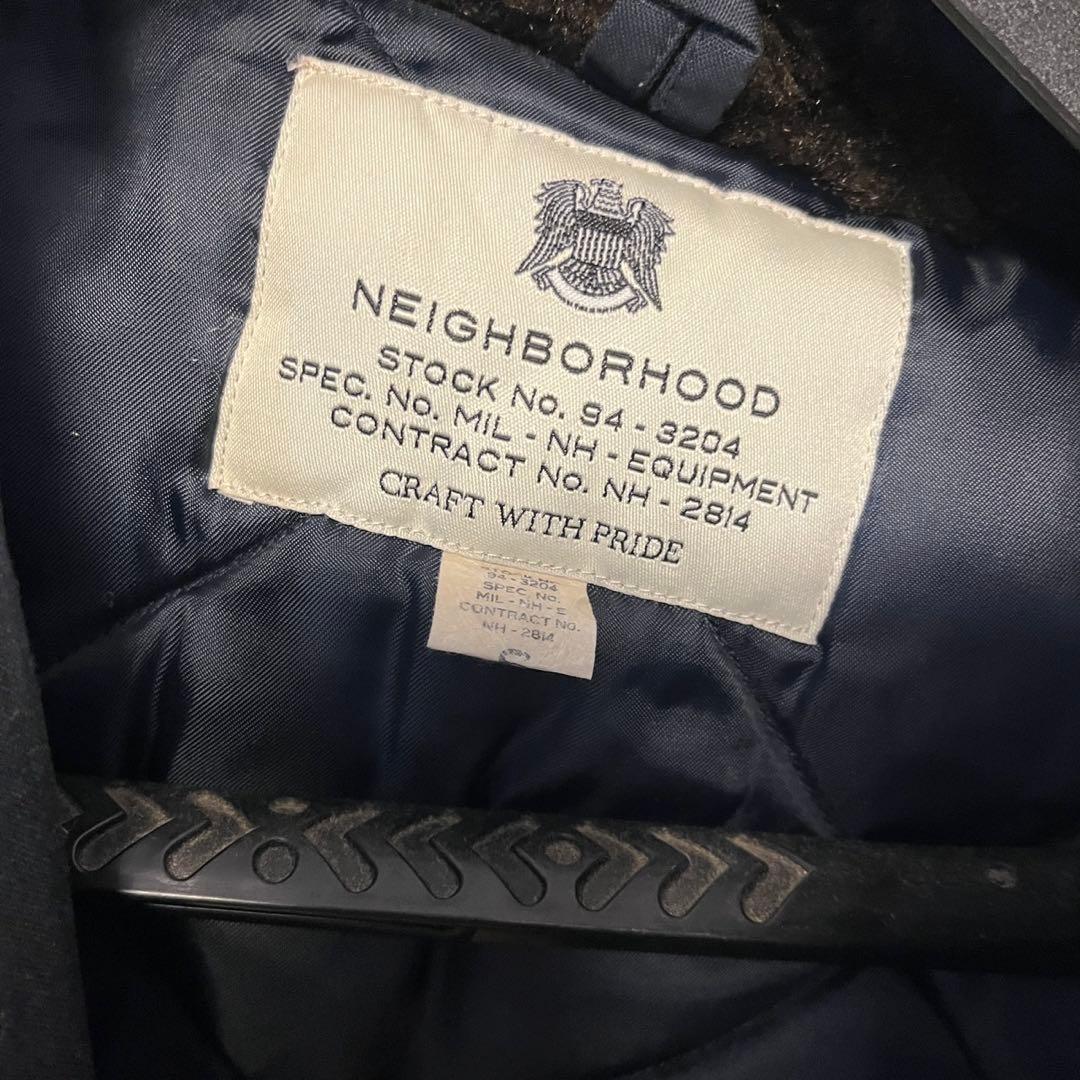 NEIGHBORHOOD
STOCK No. 94 - 3204
SPEC. No. MIL - NH - EQUIPMENT
CONTRACT No. NH - 2814
CRAFT WITH PRIDE
94 - 3204
SPEC. No.
MIL - NH - E
CONTRACT No.
NH - 2814